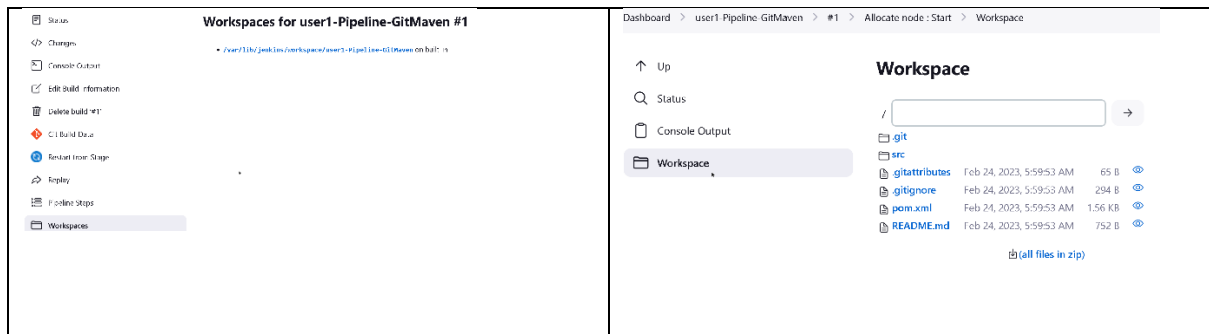 Status
Changes
Console Output
Edit Build Information
Delete build '#1'
Git Build Data
Restart from Stage
Replay
Pipeline Steps
Workspaces
Workspaces for user1-Pipeline-GitMaven #1
• /var/lib/jenkins/workspace/user1-Pipeline-GitMaven on built in
Dashboard > user1-Pipeline-GitMaven > #1 > Allocate node : Start > Workspace
Up
Status
Console Output
Workspace
Workspace
/
.git
src
.gitattributes Feb 24, 2023, 5:59:53 AM 65 B
.gitignore Feb 24, 2023, 5:59:53 AM 294 B
pom.xml Feb 24, 2023, 5:59:53 AM 1.56 KB
README.md Feb 24, 2023, 5:59:53 AM 752 B
(all files in zip)